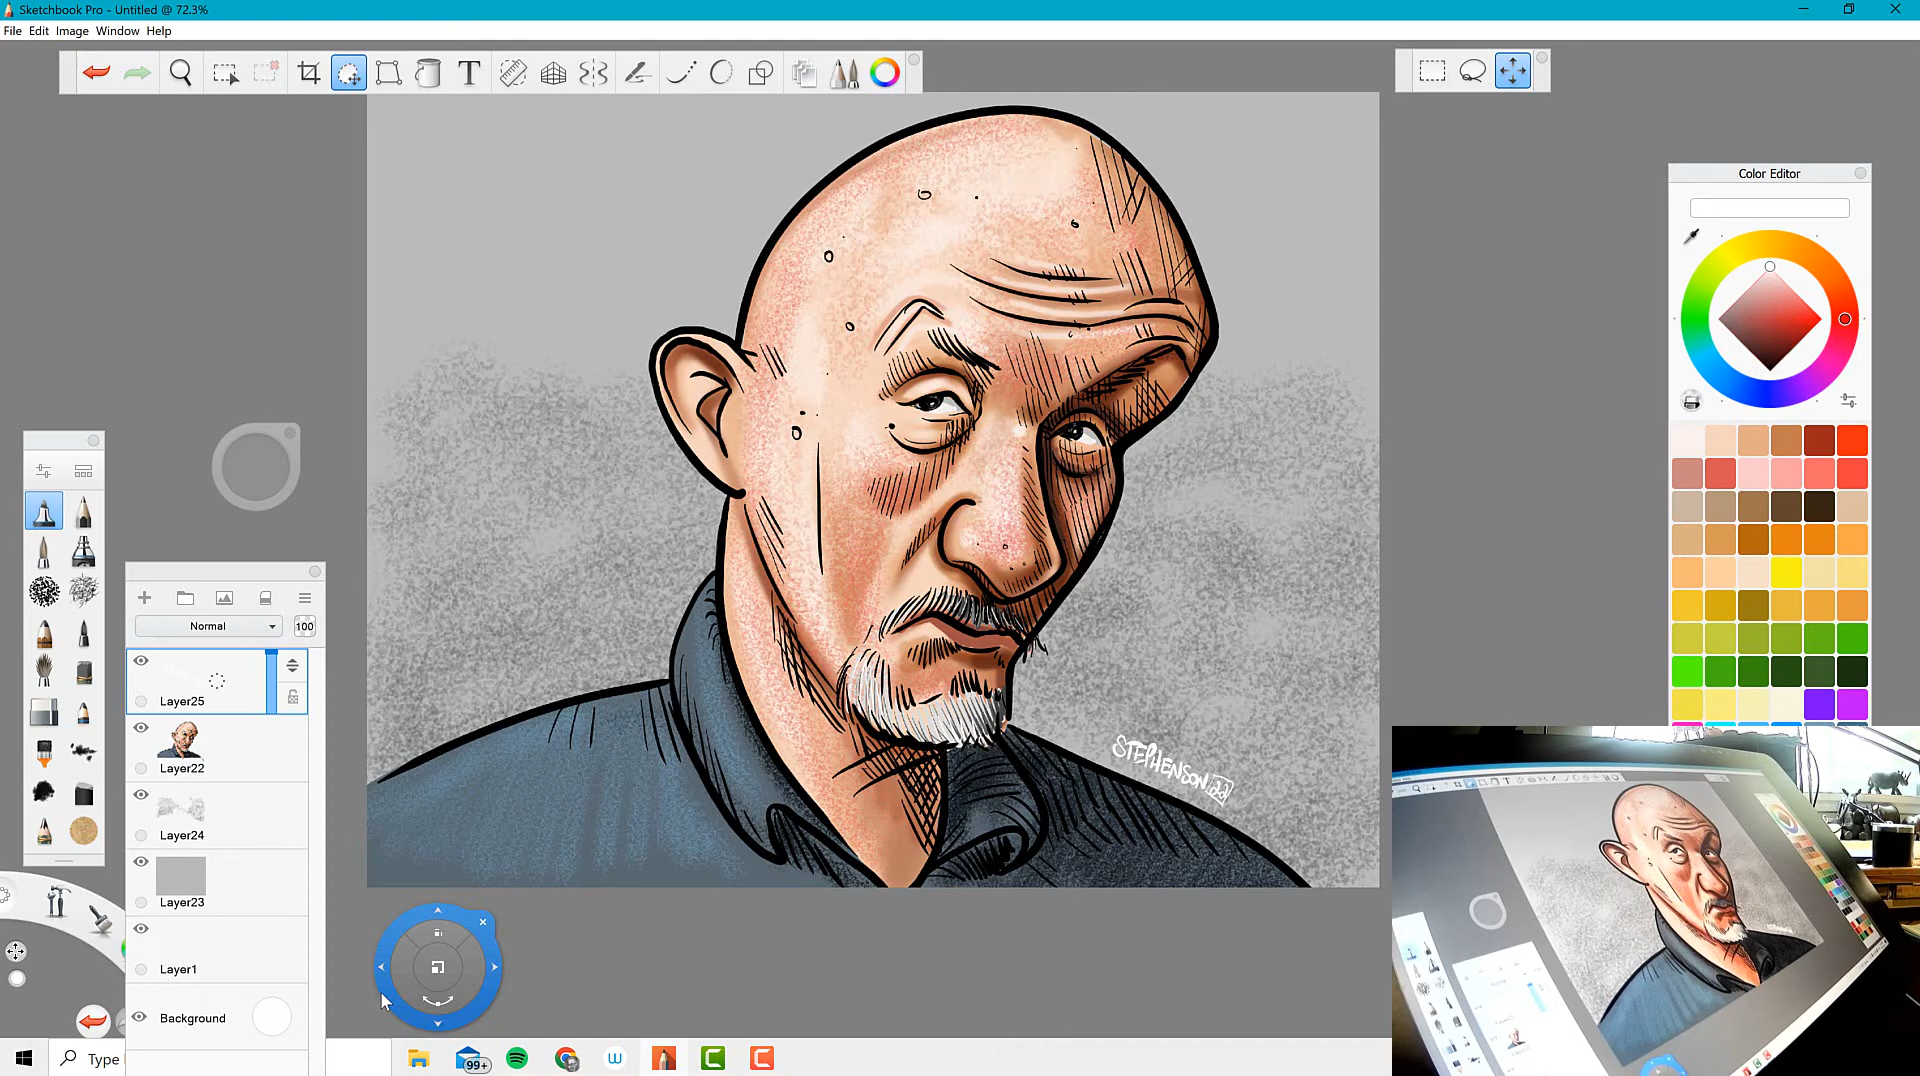 Sketchbook Pro - Untitled @ 72.3%
File Edit Image Window Help
T
Color Editor
Normal
100
Layer25
Layer22
Layer24
Layer23
Layer1
Background
STEPHENSON 22
Type
99+
W
C
C